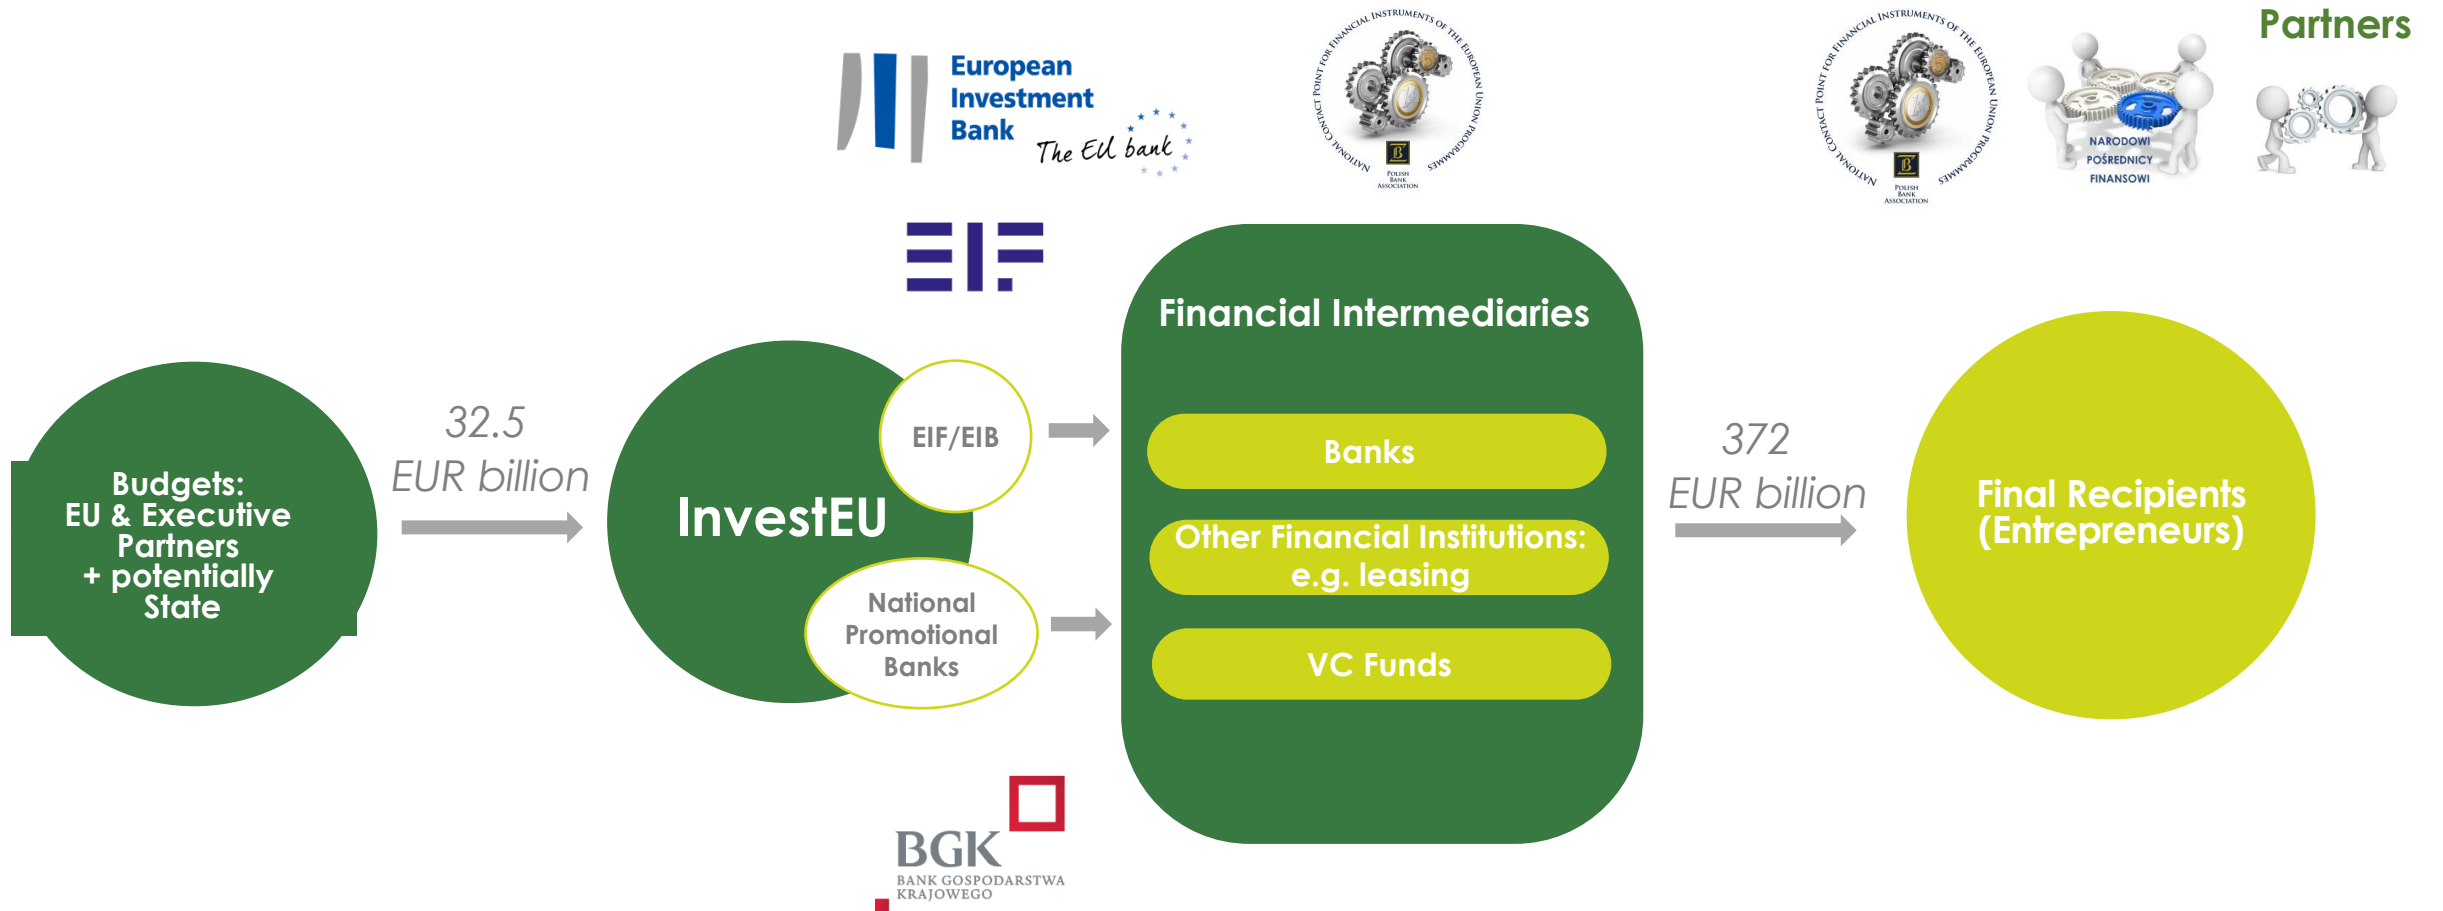 Partners
European
Investment
Bank
The EU bank
NATIONAL CONTACT POINT FOR FINANCIAL INSTRUMENTS OF THE EUROPEAN UNION PROGRAMMES
B
POLISH
BANK
ASSOCIATION
NATIONAL CONTACT POINT FOR FINANCIAL INSTRUMENTS OF THE EUROPEAN UNION PROGRAMMES
B
POLISH
BANK
ASSOCIATION
NARODOWI
POŚREDNICY
FINANSOWI
EIF
Budgets:
EU & Executive
Partners
+ potentially
State
32.5
EUR billion
InvestEU
EIF/EIB
National
Promotional
Banks
Financial Intermediaries
Banks
Other Financial Institutions:
e.g. leasing
VC Funds
372
EUR billion
Final Recipients
(Entrepreneurs)
BGK
BANK GOSPODARSTWA
KRAJOWEGO